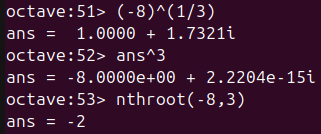 octave:51> (-8)^(1/3)
ans =  1.0000 + 1.7321i
octave:52> ans^3
ans = -8.0000e+00 + 2.2204e-15i
octave:53> nthroot(-8,3)
ans = -2